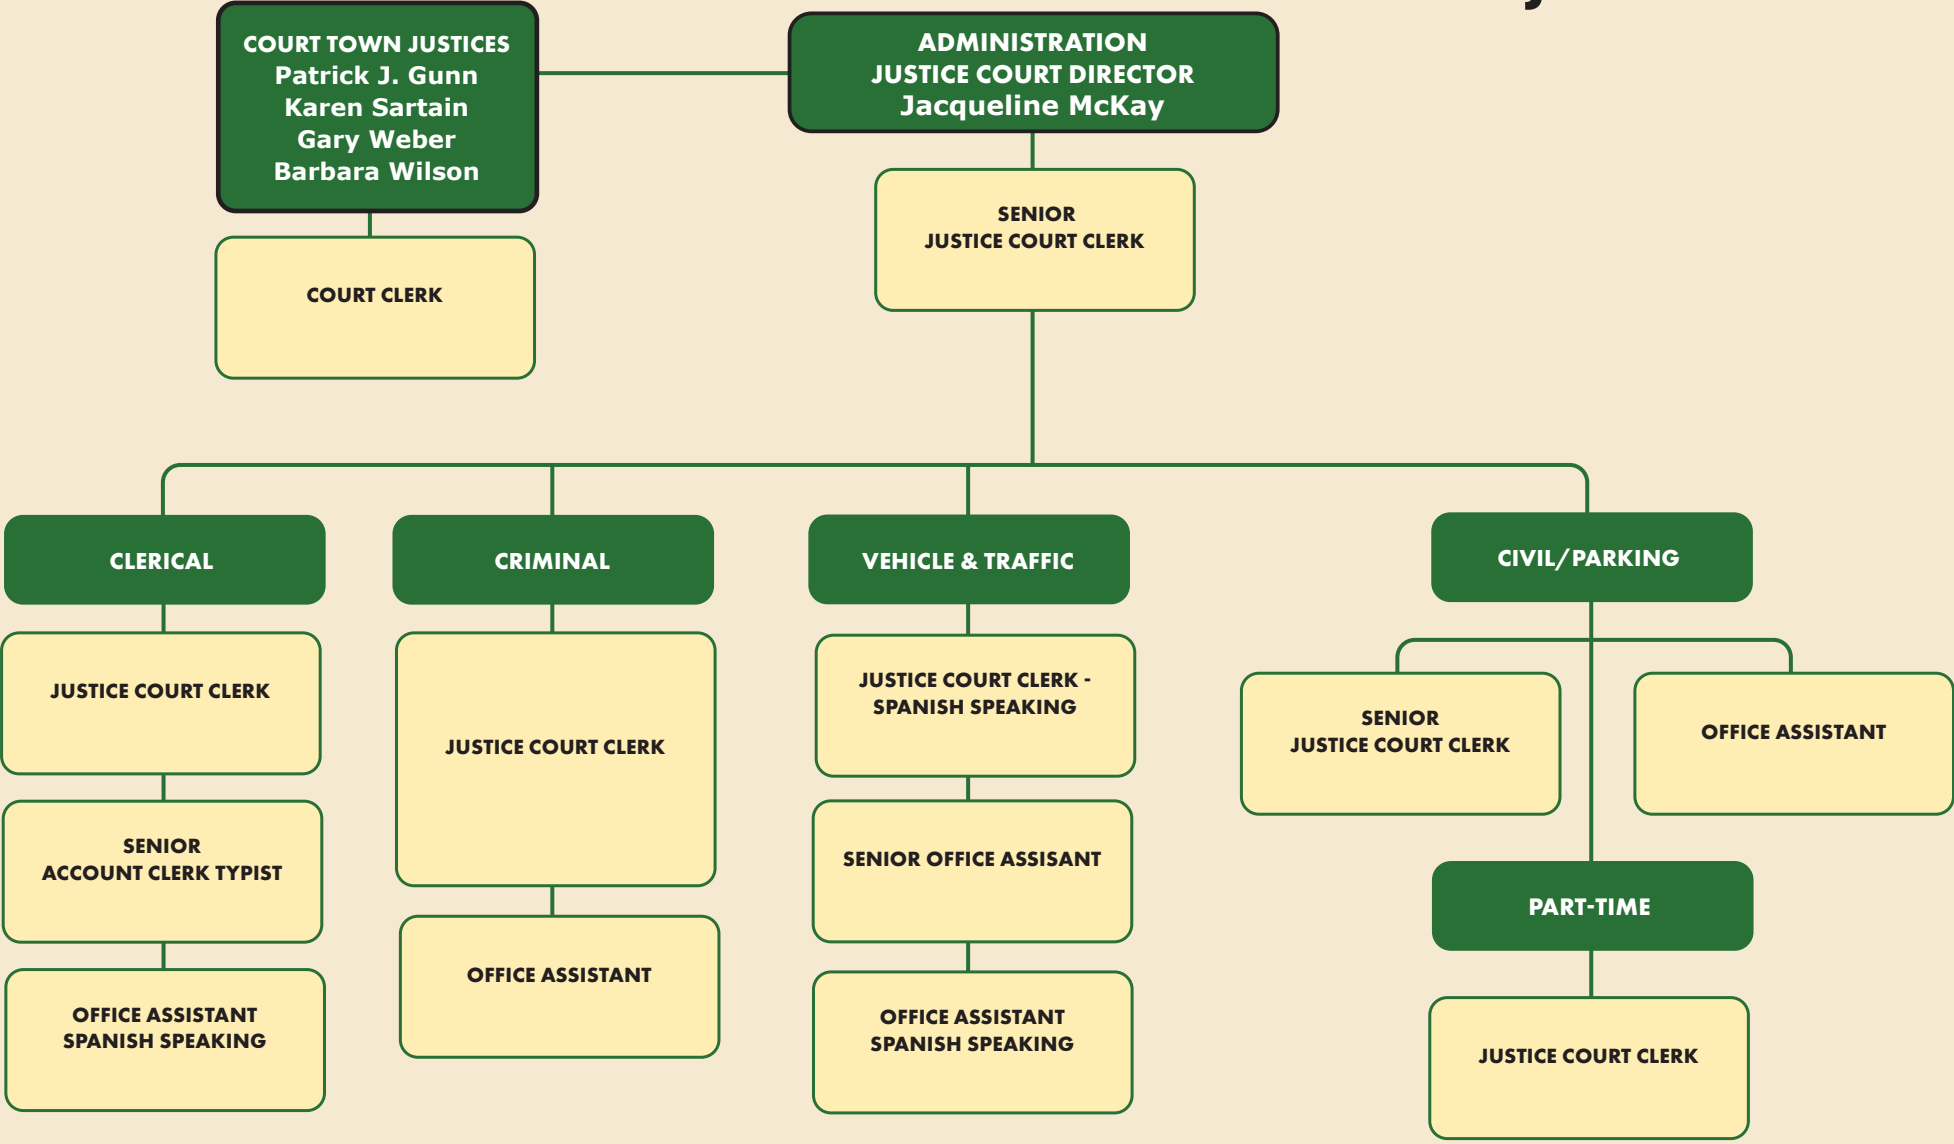 COURT TOWN JUSTICES
Patrick J. Gunn
Karen Sartain
Gary Weber
Barbara Wilson
ADMINISTRATION
JUSTICE COURT DIRECTOR
Jacqueline McKay
COURT CLERK
SENIOR
JUSTICE COURT CLERK
CLERICAL
JUSTICE COURT CLERK
SENIOR
ACCOUNT CLERK TYPIST
OFFICE ASSISTANT
SPANISH SPEAKING
CRIMINAL
JUSTICE COURT CLERK
OFFICE ASSISTANT
VEHICLE & TRAFFIC
JUSTICE COURT CLERK -
SPANISH SPEAKING
SENIOR OFFICE ASSISANT
OFFICE ASSISTANT
SPANISH SPEAKING
CIVIL/PARKING
SENIOR
JUSTICE COURT CLERK
OFFICE ASSISTANT
PART-TIME
JUSTICE COURT CLERK